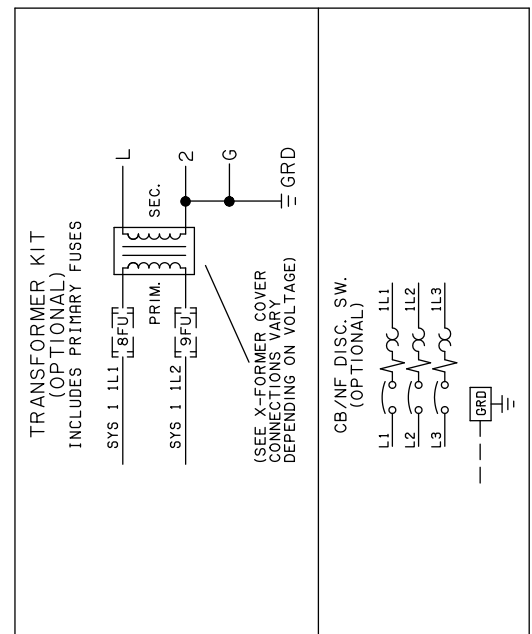 TRANSFORMER KIT
(OPTIONAL)
INCLUDES PRIMARY FUSES
SYS 1 1L1
8FU
L
SYS 1 1L2
9FU
2
PRIM.
SEC.
G
GRD
(SEE X-FORMER COVER
CONNECTIONS VARY
DEPENDING ON VOLTAGE)
CB/NF DISC. SW.
(OPTIONAL)
L1
1L1
L2
1L2
L3
1L3
GRD